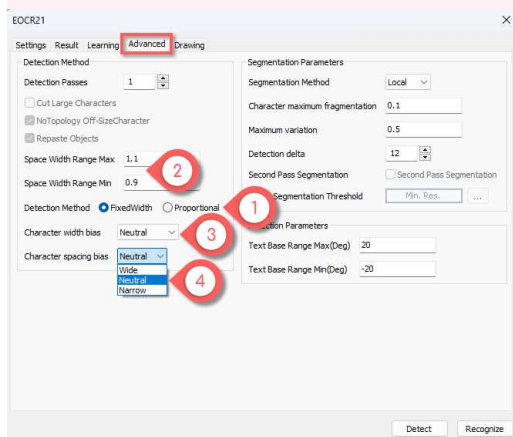 EOCR21
Settings Result Learning Advanced Drawing
Detection Method
Detection Passes 1
Cut Large Characters
NoTopology Off-SizeCharacter
Repaste Objects
Space Width Range Max 1.1
2
Space Width Range Min 0.9
Detection Method FixedWidth Proportional
1
Character width bias Neutral
3
Character spacing bias Neutral
Wide
Neutral
Narrow
4
Segmentation Parameters
Segmentation Method Local
Character maximum fragmentation 0.1
Maximum variation 0.5
Detection delta 12
Second Pass Segmentation Second Pass Segmentation
Segmentation Threshold Min. Res. ...
Parameters
Text Base Range Max(Deg) 20
Text Base Range Min(Deg) -20
Detect Recognize